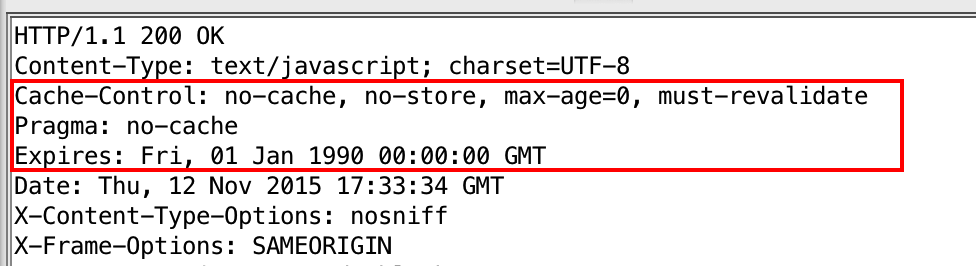 HTTP/1.1 200 OK
Content-Type: text/javascript; charset=UTF-8
Cache-Control: no-cache, no-store, max-age=0, must-revalidate
Pragma: no-cache
Expires: Fri, 01 Jan 1990 00:00:00 GMT
Date: Thu, 12 Nov 2015 17:33:34 GMT
X-Content-Type-Options: nosniff
X-Frame-Options: SAMEORIGIN